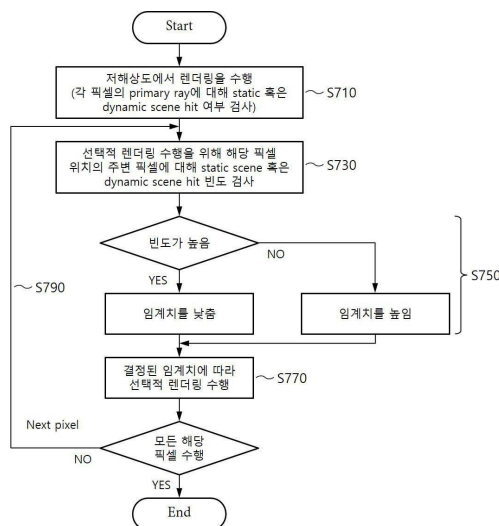 Start
저해상도에서 렌더링을 수행
(각 픽셀의 primary ray에 대해 static 혹은
dynamic scene hit 여부 검사)
S710
선택적 렌더링 수행을 위해 해당 픽셀
위치의 주변 픽셀에 대해 static scene 혹은
dynamic scene hit 빈도 검사
S730
빈도가 높음
NO
YES
S750
S790
임계치를 낮춤
임계치를 높임
결정된 임계치에 따라
선택적 렌더링 수행
S770
Next pixel
모든 해당
픽셀 수행
NO
YES
End